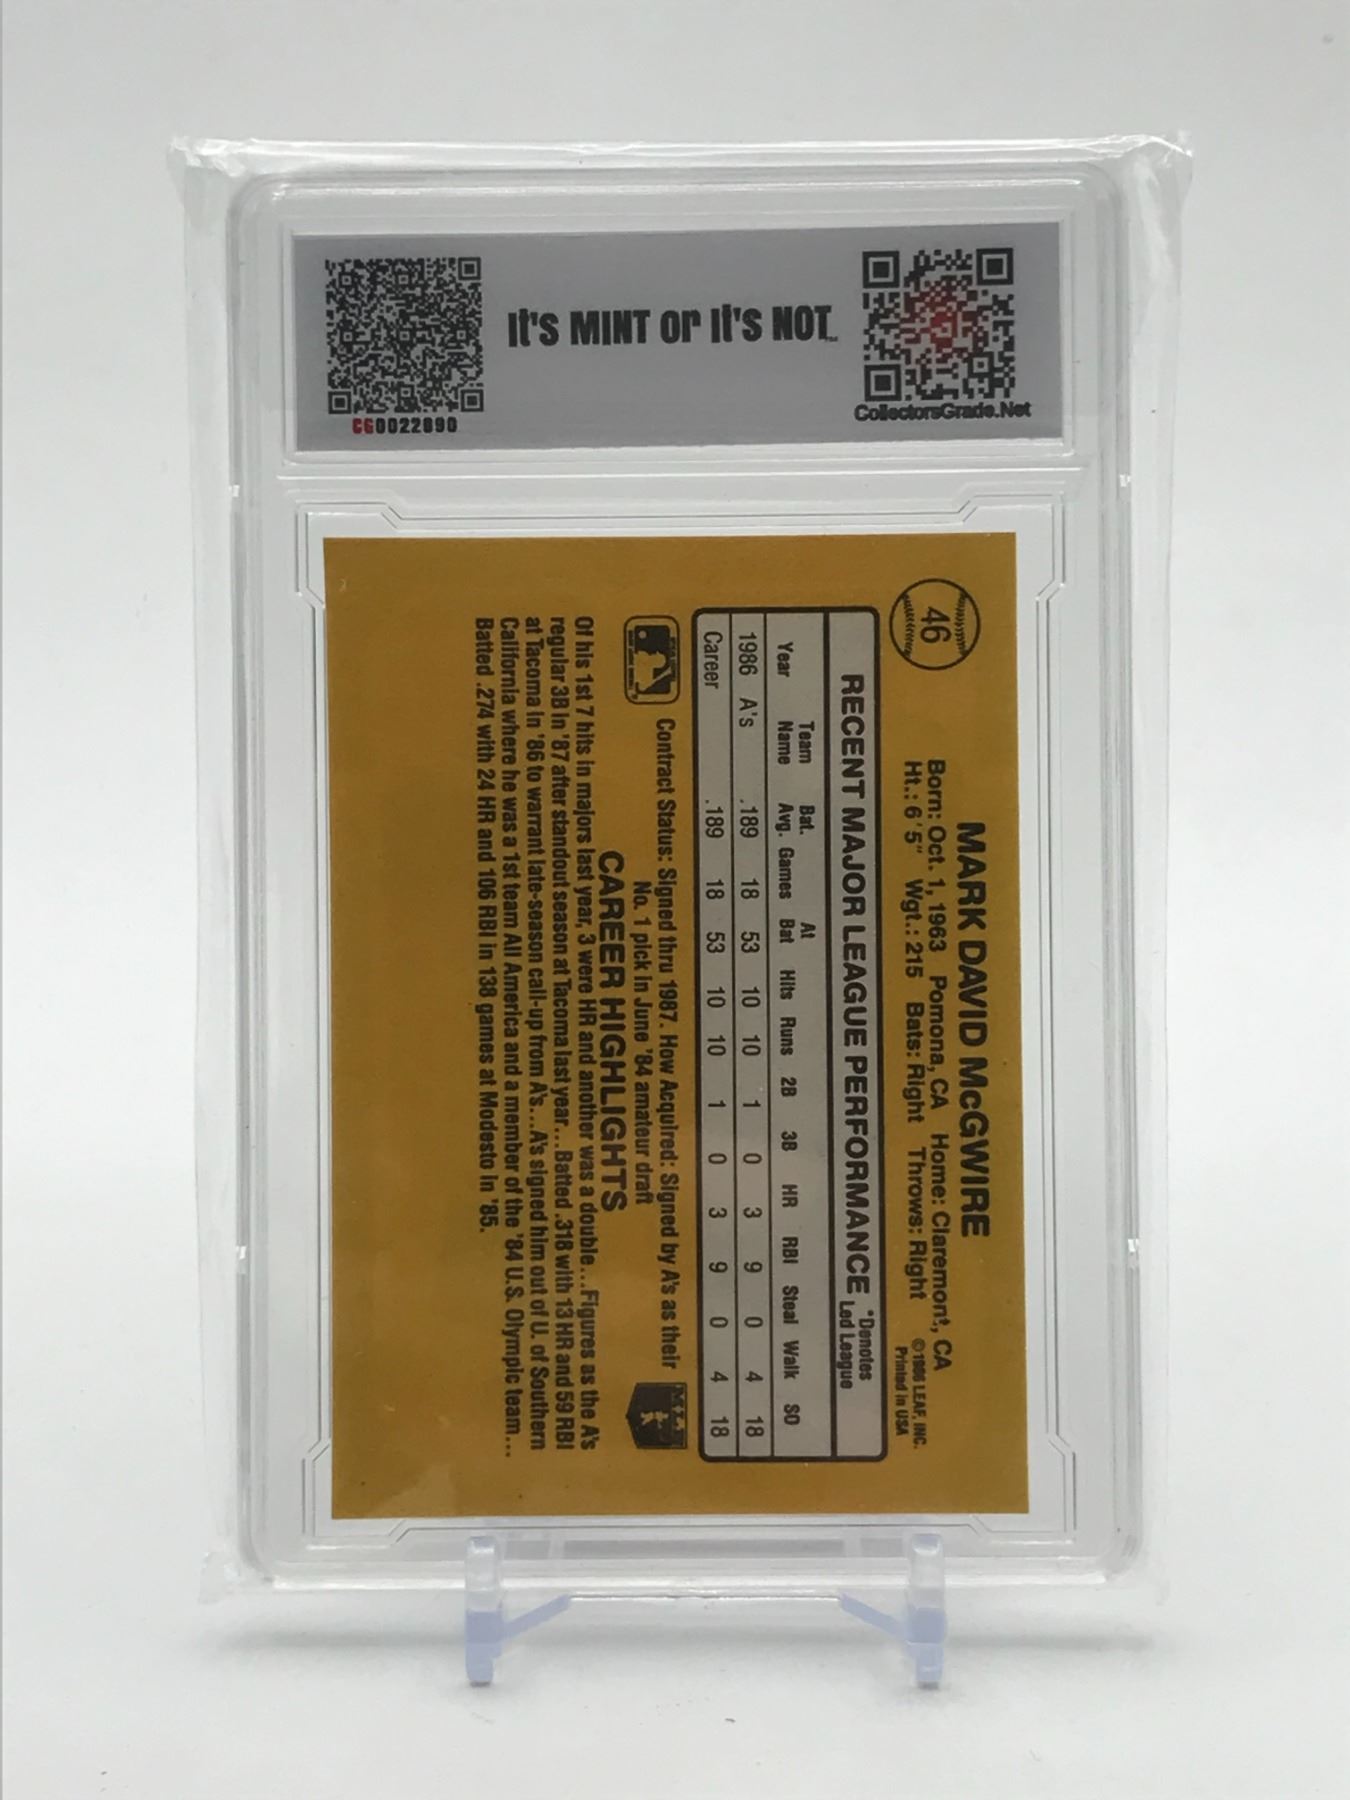 It's MINT or It's NOT™
CG0022890
CollectorsGrade.Net
46
MARK DAVID McGWIRE
Born: Oct. 1, 1963 Pomona, CA Home: Claremont, CA
Ht.: 6'5" Wgt.: 215 Bats: Right Throws: Right
©1986 LEAF, INC.
Printed in USA
RECENT MAJOR LEAGUE PERFORMANCE
*Denotes
Led League
Year Team Name Bat. Avg. Games At Bat Hits Runs 2B 3B HR RBI Steal Walk SO
1986 A's .189 18 53 10 10 1 0 3 9 0 4 18
Career .189 18 53 10 10 1 0 3 9 0 4 18
Contract Status: Signed thru 1987. How Acquired: Signed by A's as their
No. 1 pick in June '84 amateur draft
CAREER HIGHLIGHTS
Of his 1st 7 hits in majors last year, 3 were HR and another was a double...Figures as the A's
regular 3B in '87 after standout season at Tacoma last year...Batted .318 with 13 HR and 59 RBI
at Tacoma in '86 to warrant late-season call-up from A's...A's signed him out of U. of Southern
California where he was a 1st team All America and a member of the '84 U.S. Olympic team...
Batted .274 with 24 HR and 106 RBI in 138 games at Modesto in '85.